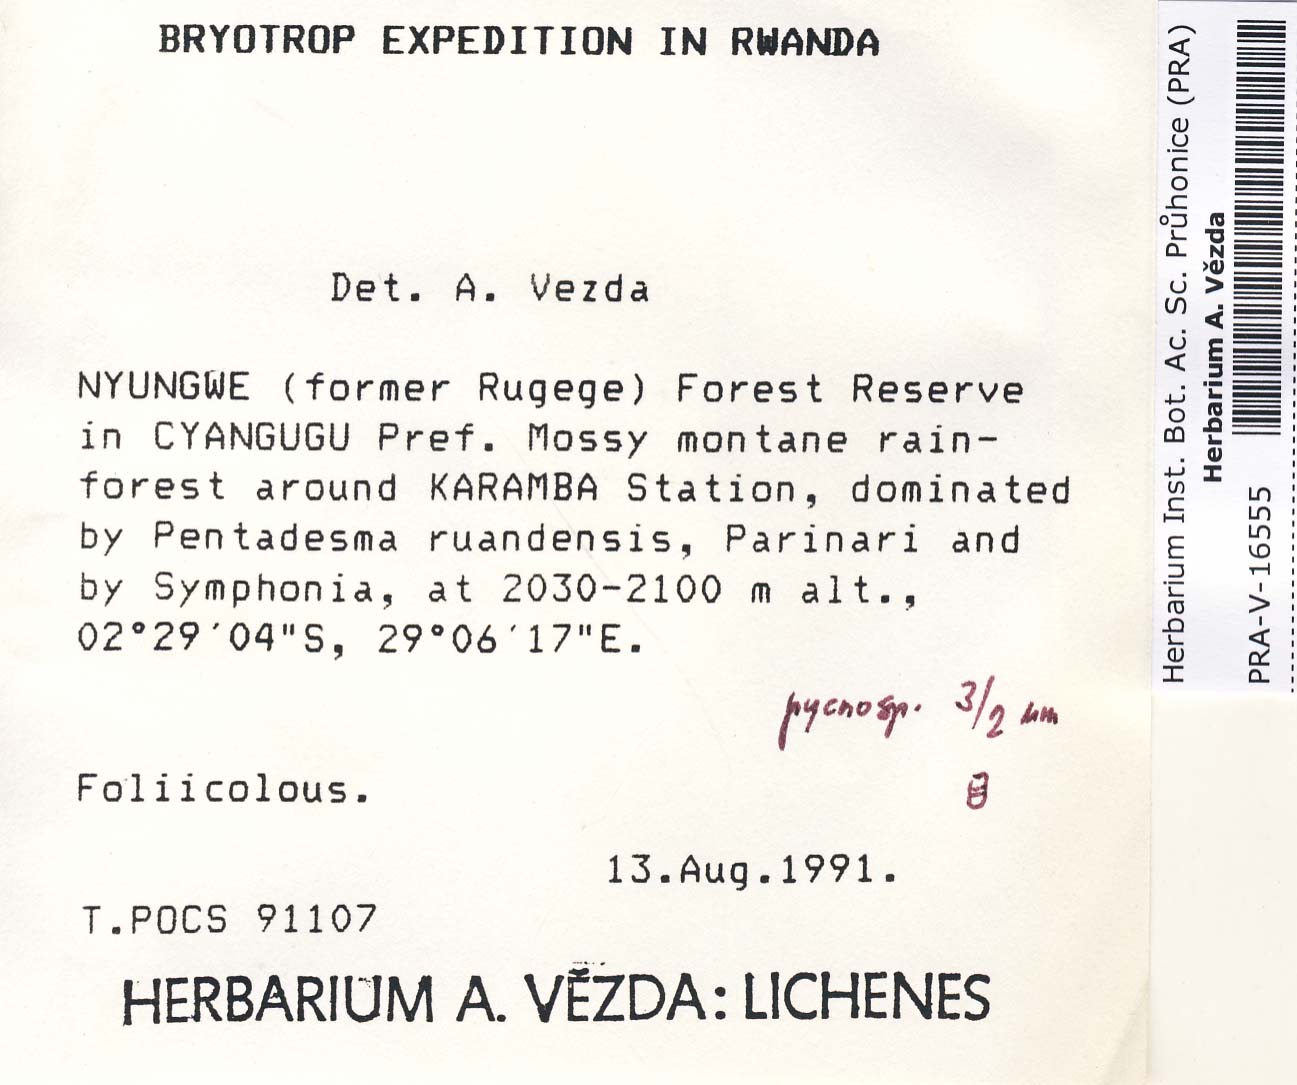 BRYOTROP EXPEDITION IN RWANDA
Det. A. Vezda
NYUNGWE (former Rugege) Forest Reserve
in CYANGUGU Pref. Mossy montane rain-
forest around KARAMBA Station, dominated
by Pentadesma ruandensis, Parinari and
by Symphonia, at 2030-2100 m alt.,
02°29´04"S, 29°06´17"E.
pycnosp. 3/2 µm
Foliicolous.
13.Aug.1991.
T.POCS 91107
HERBARIUM A. VĚZDA: LICHENES
Herbarium Inst. Bot. Ac. Sc. Průhonice (PRA)
Herbarium A. Vězda
PRA-V-16555